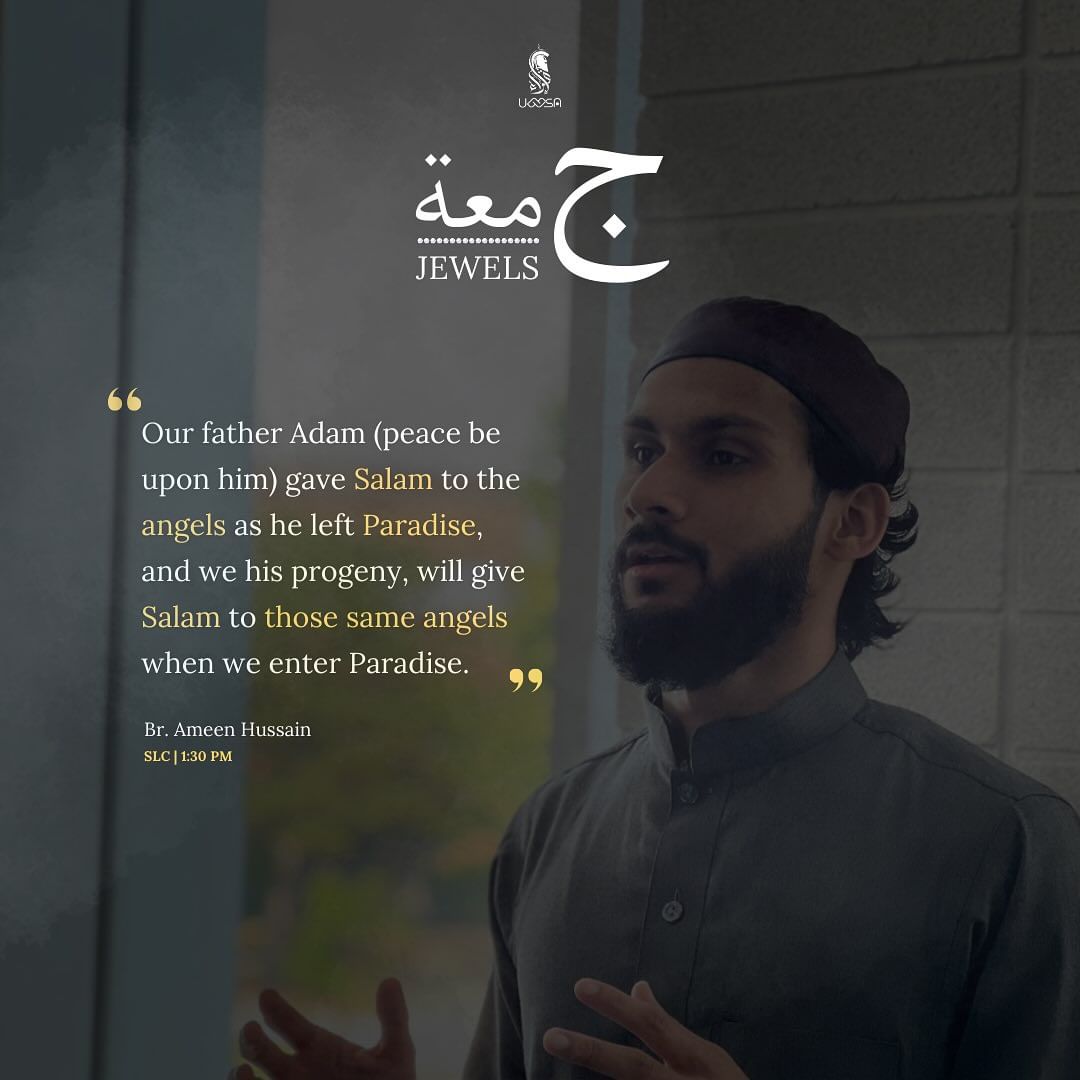 UCMSA
جمعة
JEWELS
“Our father Adam (peace be
upon him) gave Salam to the
angels as he left Paradise,
and we his progeny, will give
Salam to those same angels
when we enter Paradise.”
Br. Ameen Hussain
SLC | 1:30 PM